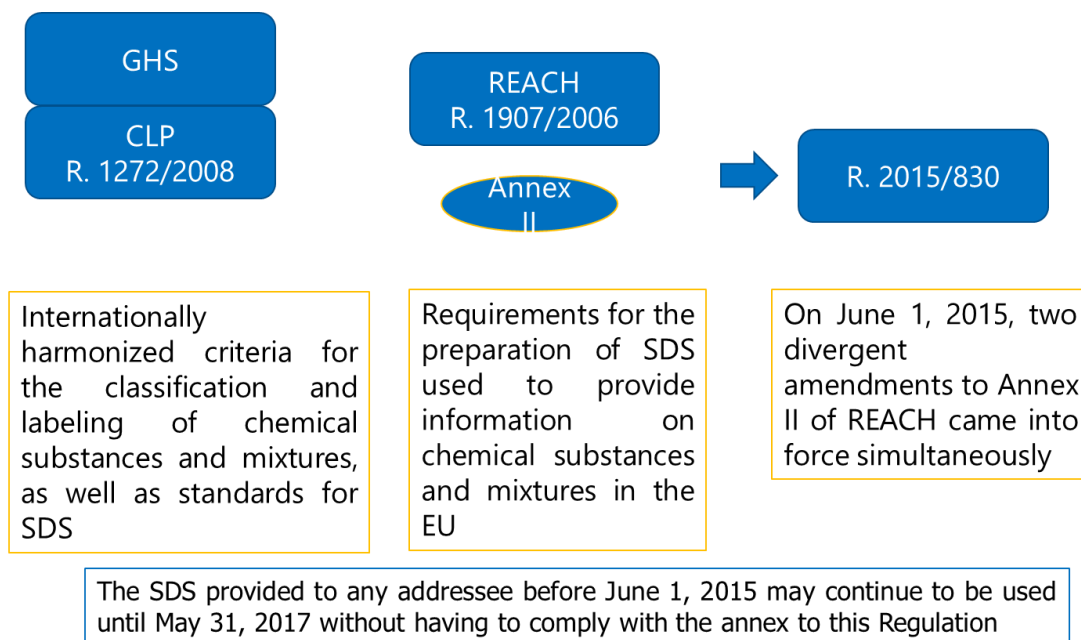 GHS
CLP
R. 1272/2008
REACH
R. 1907/2006
Annex
II
R. 2015/830
Internationally
harmonized criteria for
the classification and
labeling of chemical
substances and mixtures,
as well as standards for
SDS
Requirements for the
preparation of SDS
used to provide
information on
chemical substances
and mixtures in the
EU
On June 1, 2015, two
divergent
amendments to Annex
II of REACH came into
force simultaneously
The SDS provided to any addressee before June 1, 2015 may continue to be used
until May 31, 2017 without having to comply with the annex to this Regulation